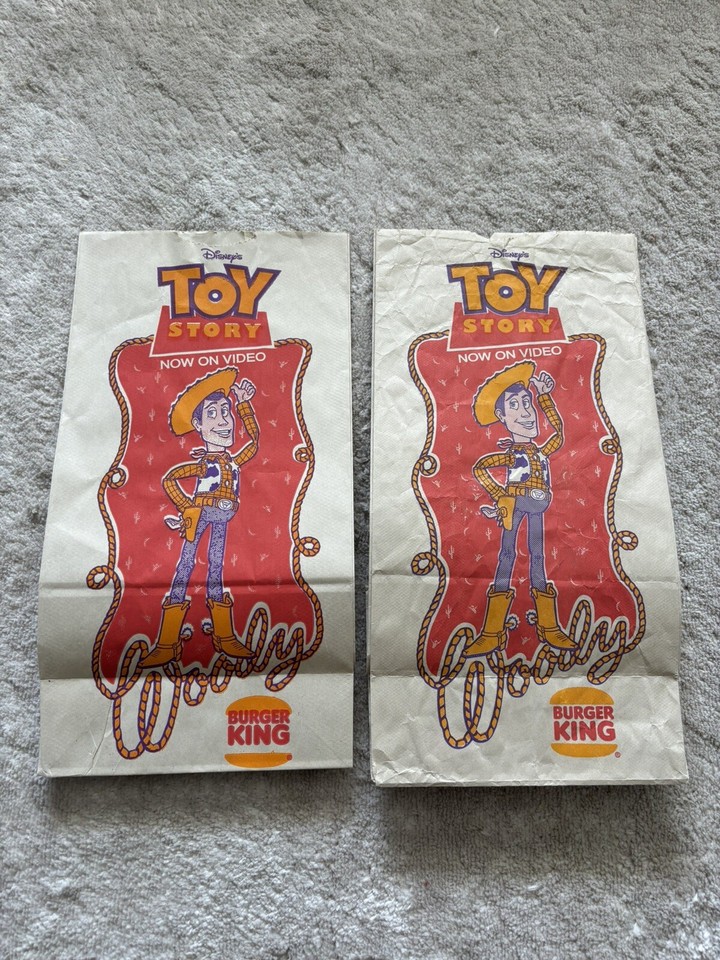 Disney's
TOY
STORY
NOW ON VIDEO
Woody
BURGER
KING
®
Disney's
TOY
STORY
NOW ON VIDEO
Woody
BURGER
KING
®